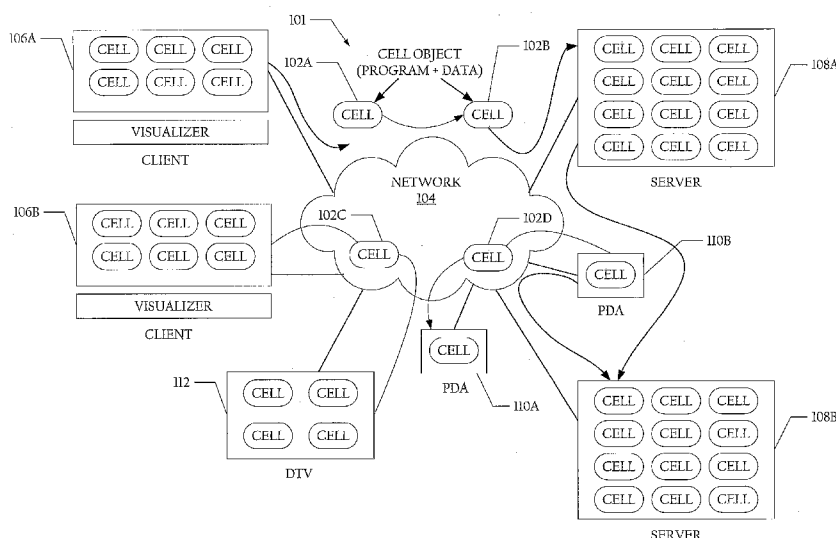 101
106A
CELL CELL CELL
CELL CELL CELL
VISUALIZER
CLIENT
102A
CELL OBJECT
(PROGRAM + DATA)
102B
CELL
CELL
108A
CELL CELL CELL
CELL CELL CELL
CELL CELL CELL
CELL CELL CELL
SERVER
NETWORK
104
102C
CELL
102D
CELL
106B
CELL CELL CELL
CELL CELL CELL
VISUALIZER
CLIENT
110B
CELL
PDA
CELL
PDA
110A
112
CELL CELL
CELL CELL
DTV
108B
CELL CELL CELL
CELL CELL CELL
CELL CELL CELL
CELL CELL CELL
SERVER